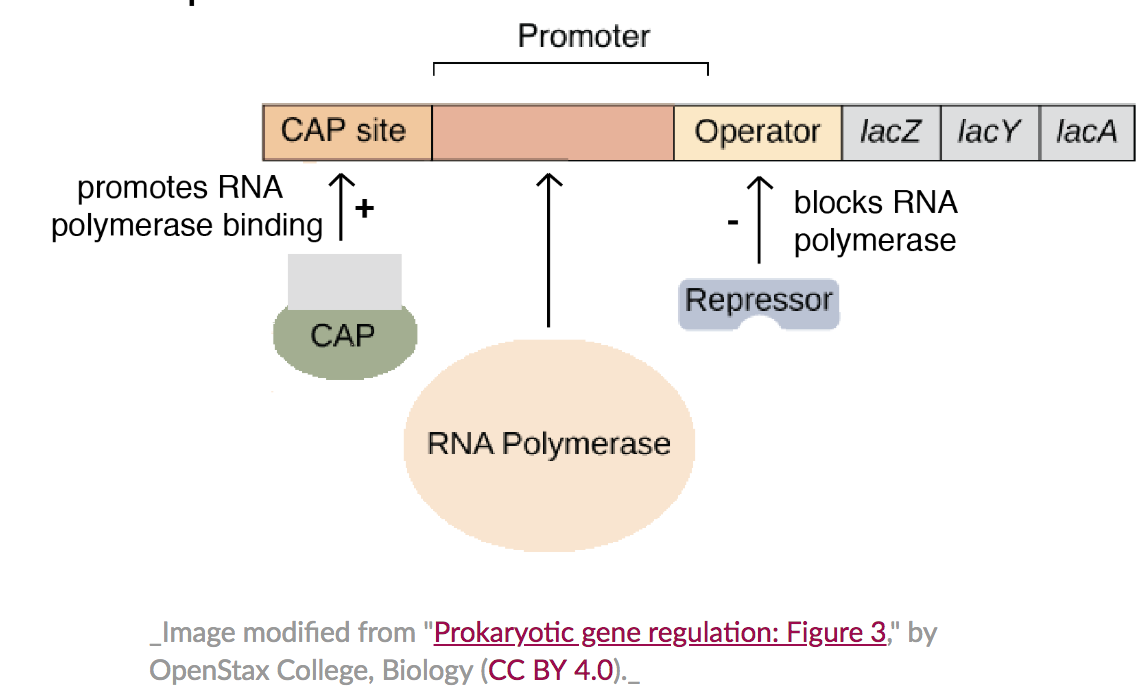 Promoter
CAP site
Operator
lacZ
lacY
lacA
promotes RNA
polymerase binding
+
-
blocks RNA
polymerase
CAP
Repressor
RNA Polymerase
_Image modified from "Prokaryotic gene regulation: Figure 3," by
OpenStax College, Biology (CC BY 4.0)._